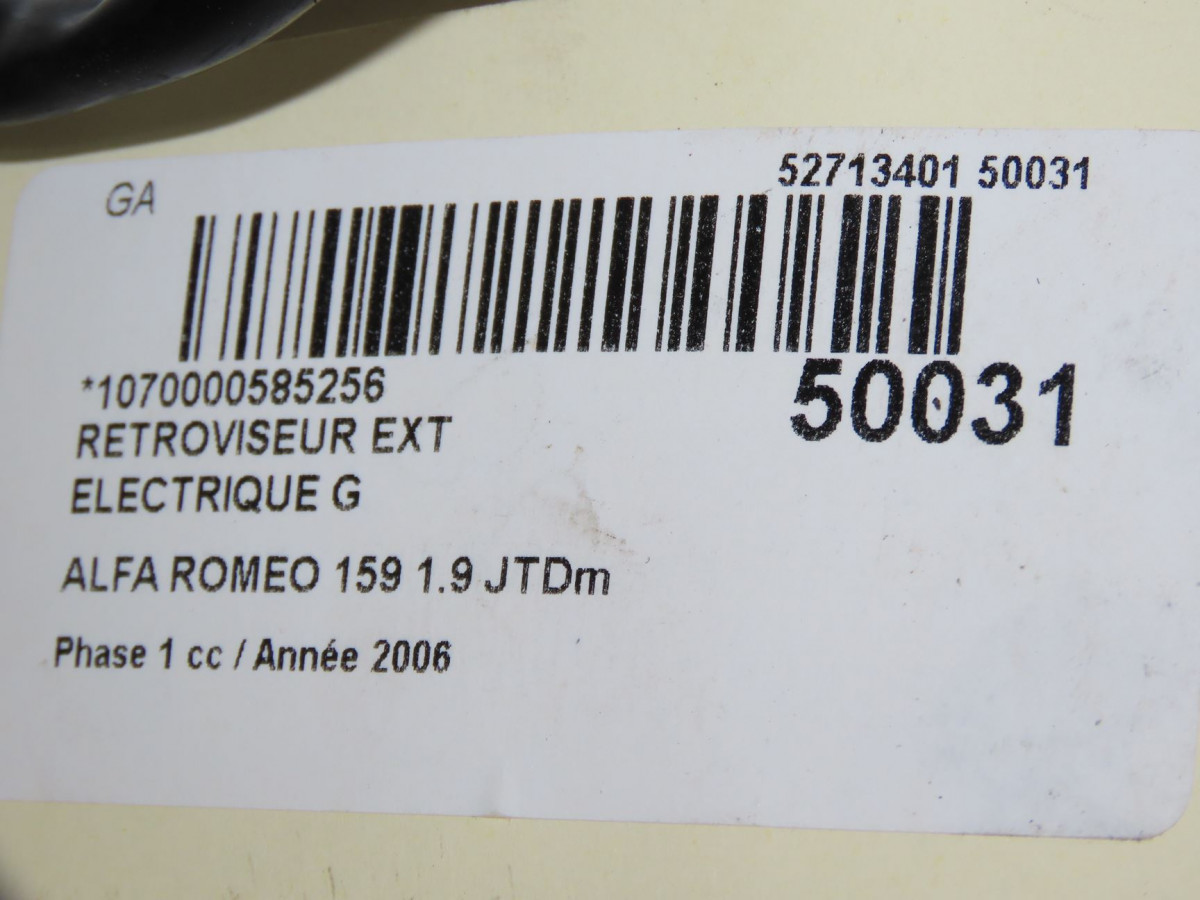 GA
52713401 50031
*1070000585256
50031
RETROVISEUR EXT
ELECTRIQUE G
ALFA ROMEO 159 1.9 JTDm
Phase 1 cc / Année 2006